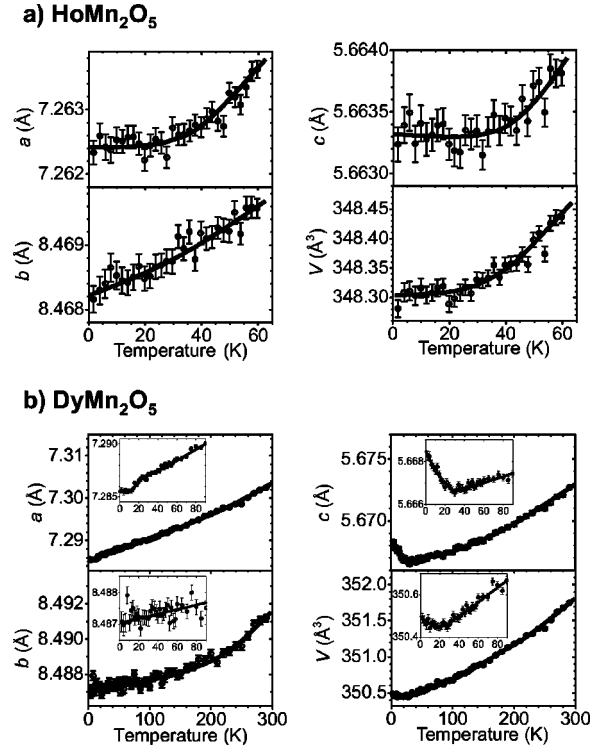 a) HoMn2O5
7.263
7.262
a (Å)
8.469
8.468
b (Å)
0 20 40 60
Temperature (K)
5.6640
5.6635
5.6630
c (Å)
348.45
348.40
348.35
348.30
V (Å³)
0 20 40 60
Temperature (K)
b) DyMn2O5
7.31
7.30
7.29
a (Å)
7.290
7.285
0 20 40 60 80
8.492
8.490
8.488
b (Å)
8.488
8.487
0 20 40 60 80
0 100 200 300
Temperature (K)
5.675
5.670
c (Å)
5.668
5.666
0 20 40 60 80
352.0
351.5
351.0
350.5
V (Å³)
350.6
350.4
0 20 40 60 80
0 100 200 300
Temperature (K)